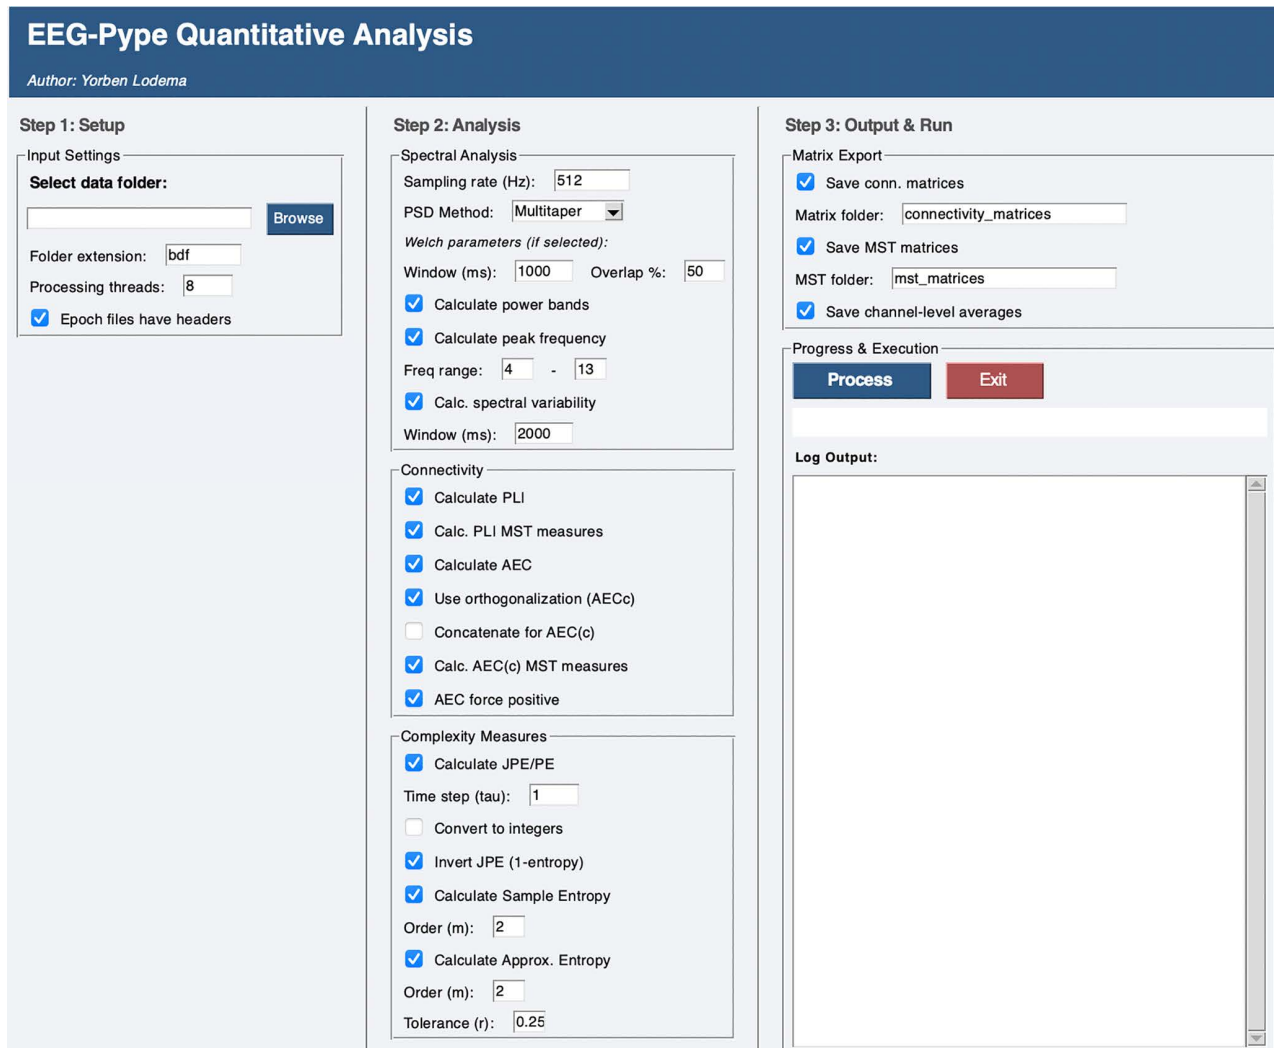 EEG-Pype Quantitative Analysis
Author: Yorben Lodema
Step 1: Setup
Input Settings
Select data folder:
Browse
Folder extension: bdf
Processing threads: 8
Epoch files have headers
Step 2: Analysis
Spectral Analysis
Sampling rate (Hz): 512
PSD Method: Multitaper
Welch parameters (if selected):
Window (ms): 1000 Overlap %: 50
Calculate power bands
Calculate peak frequency
Freq range: 4 - 13
Calc. spectral variability
Window (ms): 2000
Connectivity
Calculate PLI
Calc. PLI MST measures
Calculate AEC
Use orthogonalization (AECc)
Concatenate for AEC(c)
Calc. AEC(c) MST measures
AEC force positive
Complexity Measures
Calculate JPE/PE
Time step (tau): 1
Convert to integers
Invert JPE (1-entropy)
Calculate Sample Entropy
Order (m): 2
Calculate Approx. Entropy
Order (m): 2
Tolerance (r): 0.25
Step 3: Output & Run
Matrix Export
Save conn. matrices
Matrix folder: connectivity_matrices
Save MST matrices
MST folder: mst_matrices
Save channel-level averages
Progress & Execution
Process Exit
Log Output: